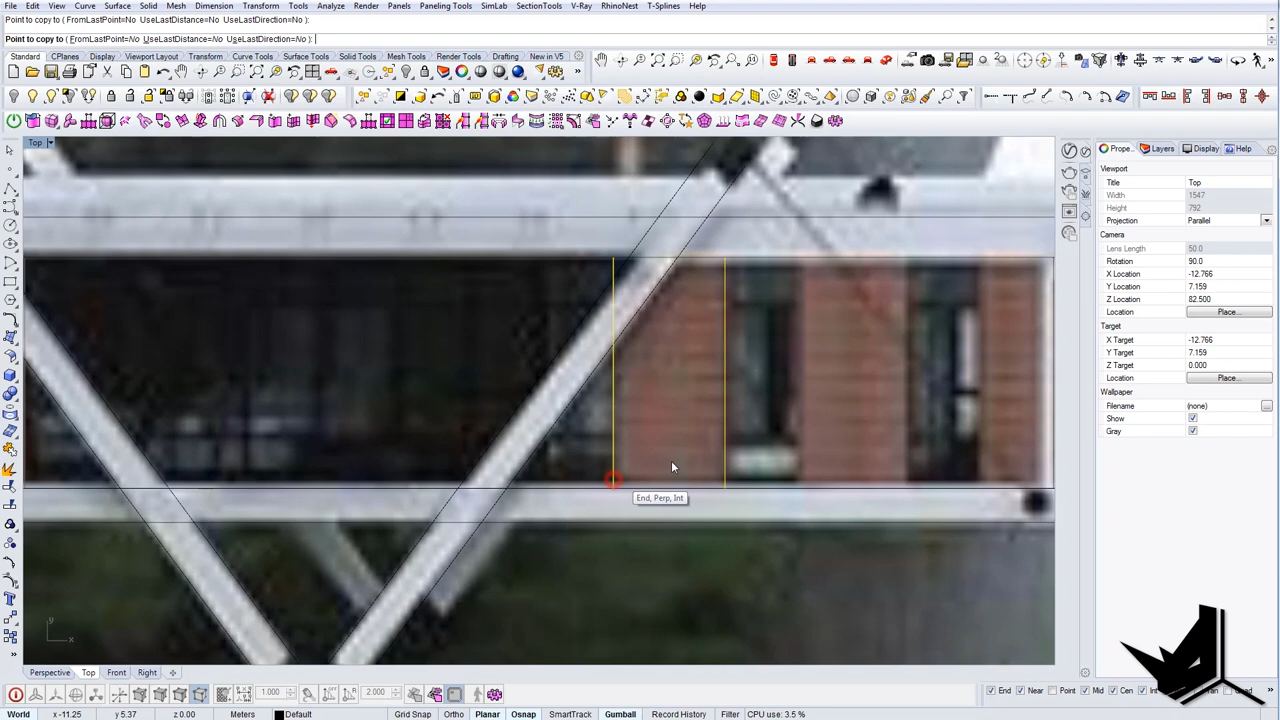 File Edit View Curve Surface Solid Mesh Dimension Transform Tools Analyze Render Panels Paneling Tools SimLab SectionTools V-Ray RhinoNest T-Splines Help
Point to copy to ( FromLastPoint=No UseLastDistance=No UseLastDirection=No ):
Point to copy to ( FromLastPoint=No UseLastDistance=No UseLastDirection=No ):
Standard CPlanes Display Viewport Layout Transform Curve Tools Surface Tools Solid Tools Mesh Tools Render Tools Drafting New in V5
Top
Prope... Layers Display Help
Viewport
Title Top
Width 1547
Height 792
Projection Parallel
Camera
Lens Length 50.0
Rotation 90.0
X Location -12.766
Y Location 7.159
Z Location 82.500
Location Place...
Target
X Target -12.766
Y Target 7.159
Z Target 0.000
Location Place...
Wallpaper
Filename (none) ...
Show
Gray
End, Perp, Int
y
x
Perspective Top Front Right
1.000 2.000 End Near Point Mid Cen
World x -11.25 y 5.37 z 0.00 Meters Default Grid Snap Ortho Planar Osnap SmartTrack Gumball Record History Filter CPU use: 3.5 %